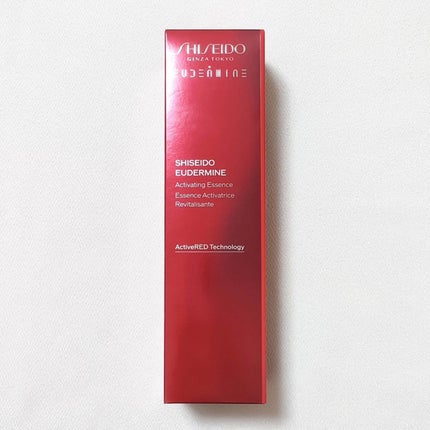 SHISEIDO
GINZA TOKYO
EUDERMINE
SHISEIDO
EUDERMINE
Activating Essence
Essence Activatrice
Revitalisante
ActiveRED Technology